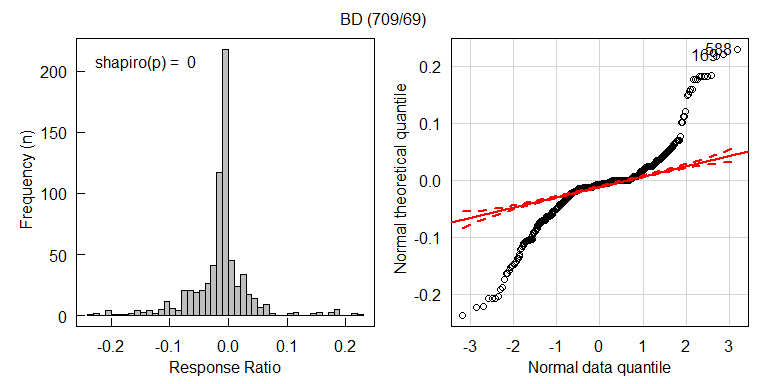 BD (709/69)
shapiro(p) = 0
Frequency (n)
200
150
100
50
0
-0.2 -0.1 0.0 0.1 0.2
Response Ratio
Normal theoretical quantile
0.2
0.1
0.0
-0.1
-0.2
588
169
-3 -2 -1 0 1 2 3
Normal data quantile